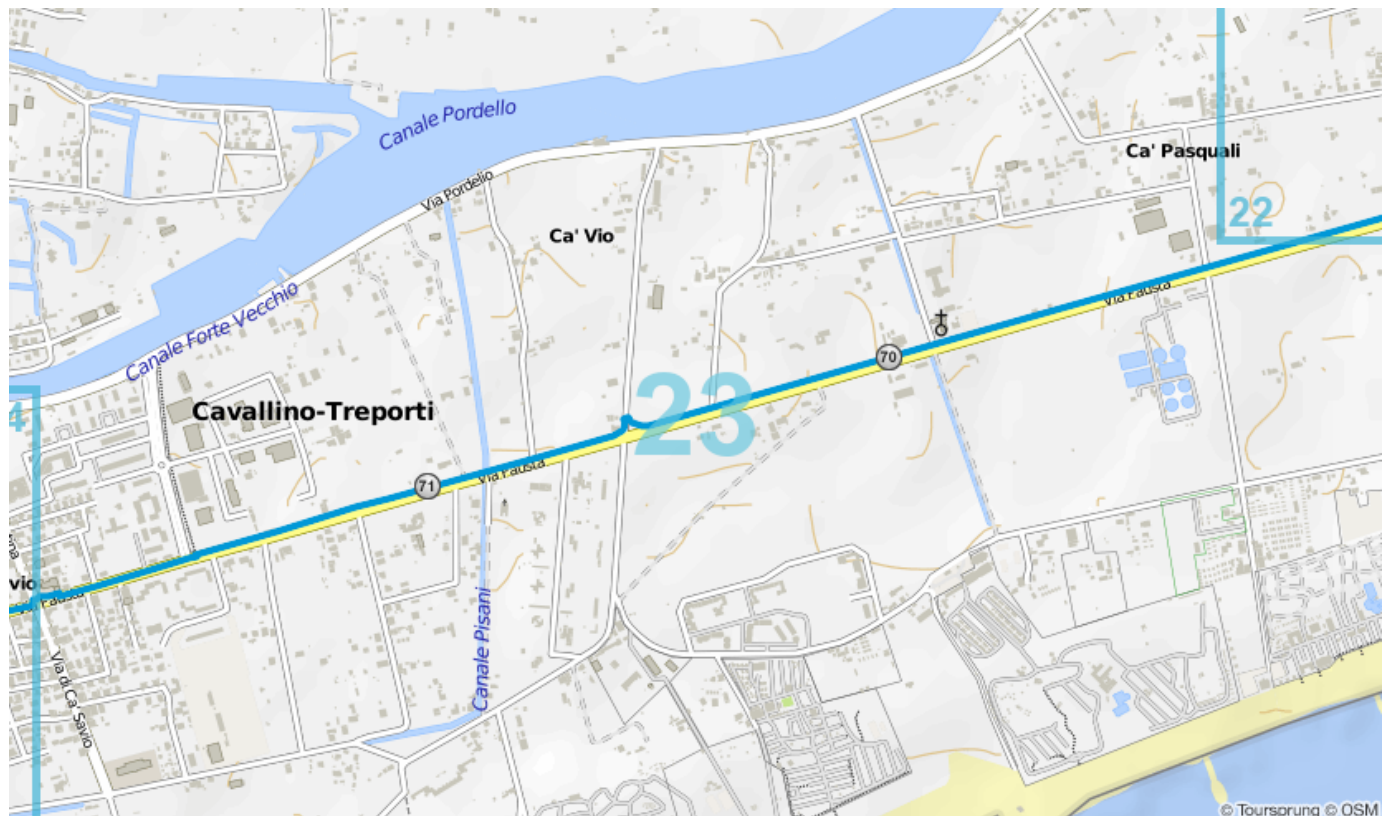 Canale Pordello
Ca' Pasquali
Via Pordelio
22
Ca' Vio
Canale Forte Vecchio
Via Fausta
70
23
Cavallino-Treporti
4
Via Fausta
71
vio
Via Fausta
Canale Pisani
Via di Ca' Savio
© Toursprung © OSM